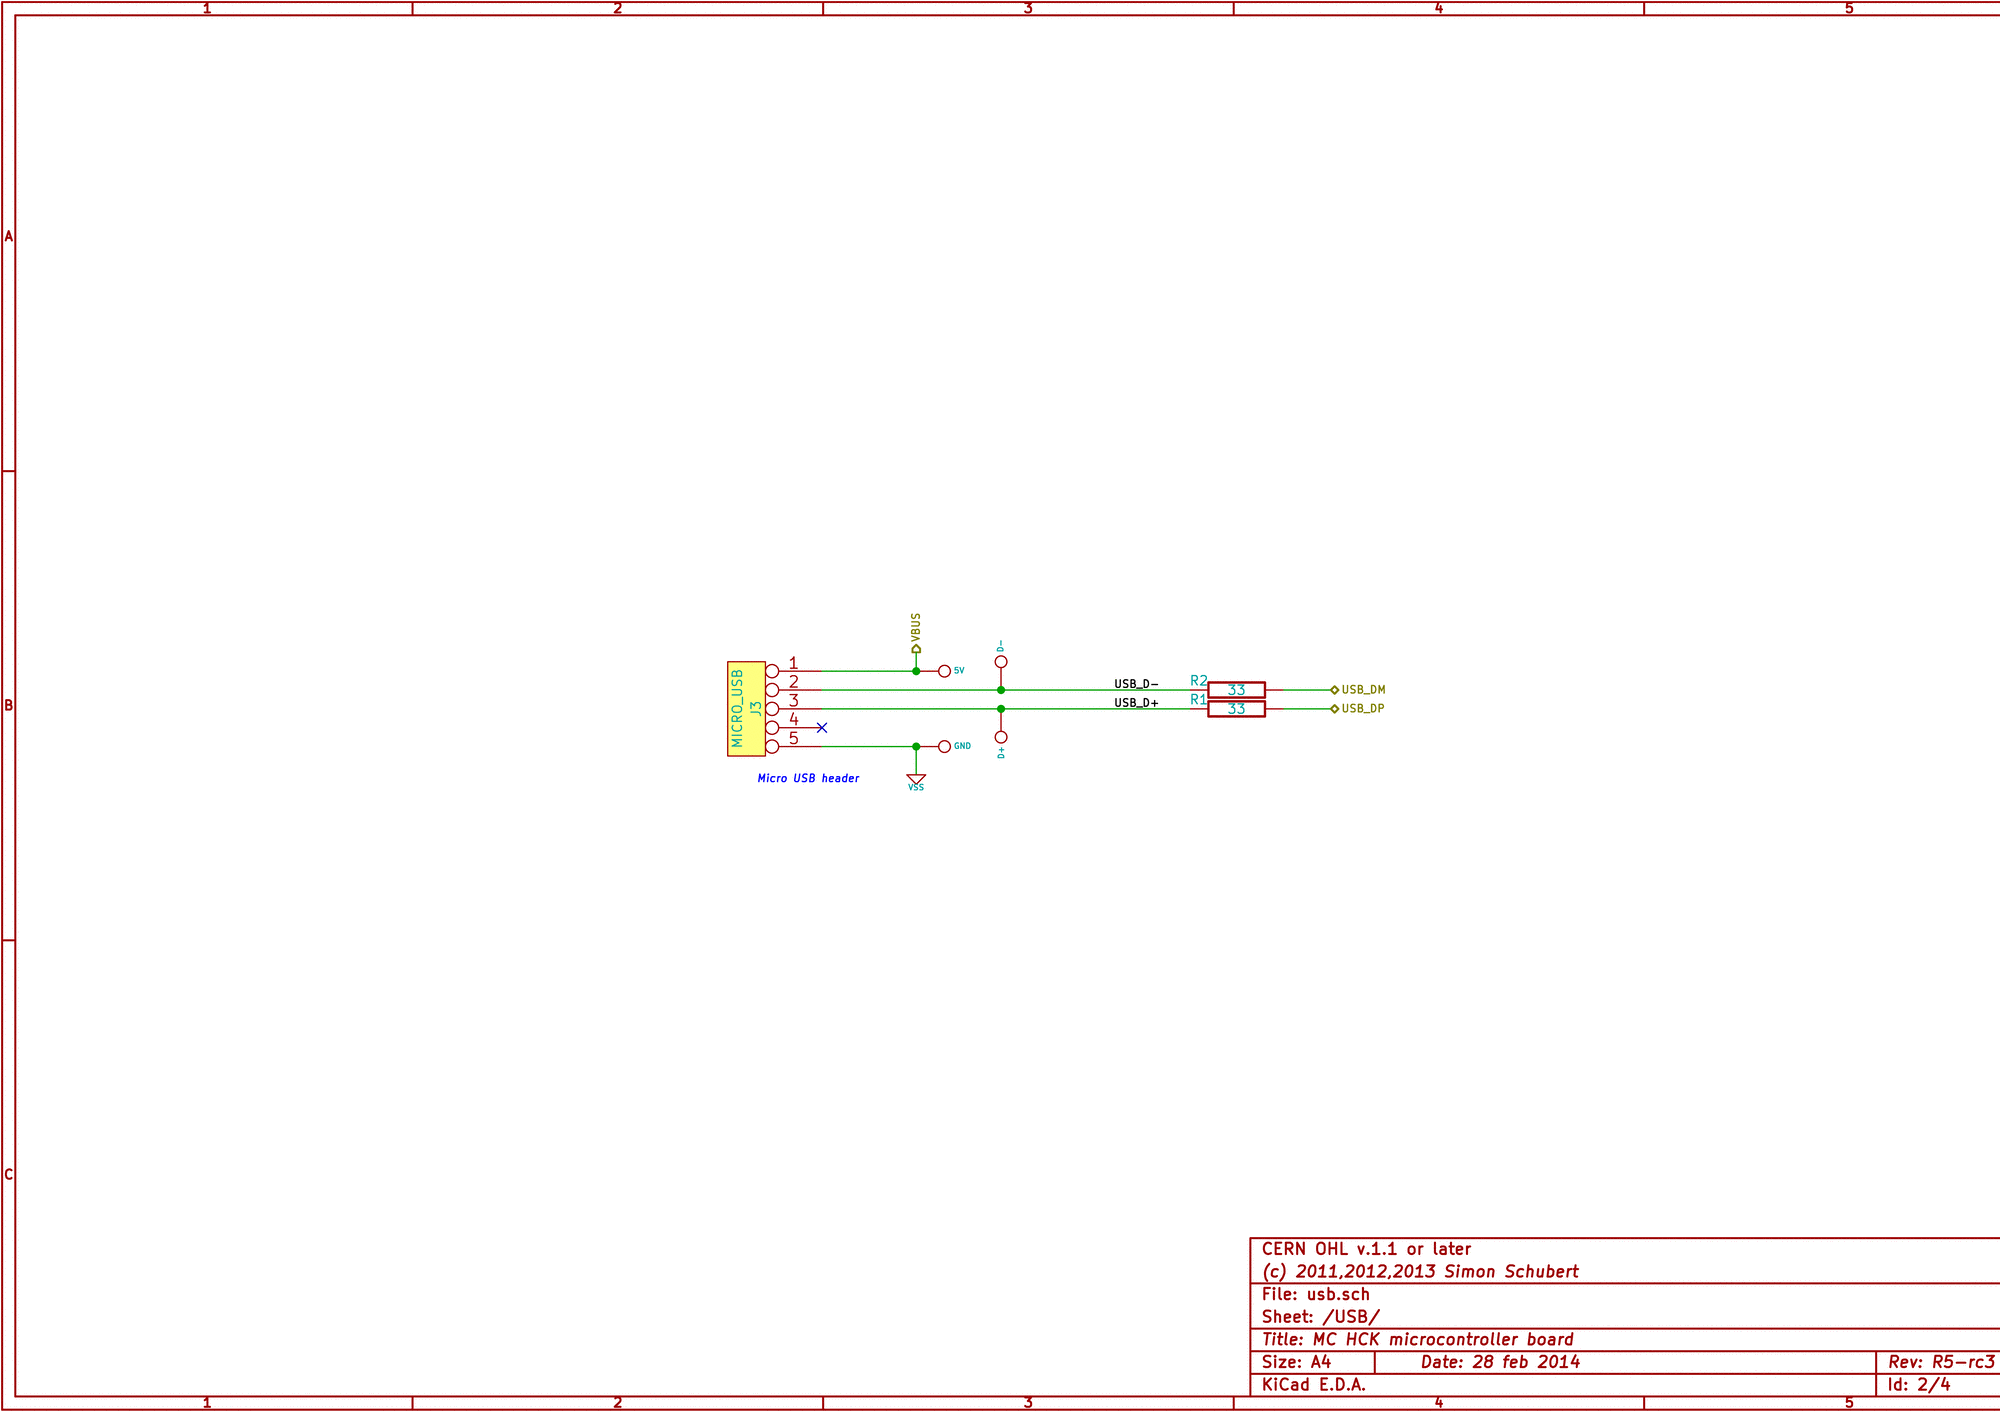 1 2 3 4 5
A
B
C
VBUS
D-
5V
MICRO_USB
J3
1
2
3
4
5
USB_D-
R2
33
USB_DM
USB_D+
R1
33
USB_DP
GND
D+
Micro USB header
VSS
CERN OHL v.1.1 or later
(c) 2011,2012,2013 Simon Schubert
File: usb.sch
Sheet: /USB/
Title: MC HCK microcontroller board
Size: A4 Date: 28 feb 2014 Rev: R5-rc3
KiCad E.D.A. Id: 2/4
1 2 3 4 5